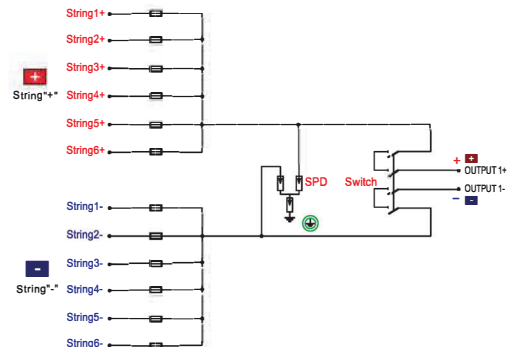 String1+
String2+
String3+
+
String"+"
String4+
String5+
String6+
SPD
Switch
+ +
OUTPUT 1+
OUTPUT 1-
− −
String1-
String2-
String3-
-
String"-"
String4-
String5-
String6-